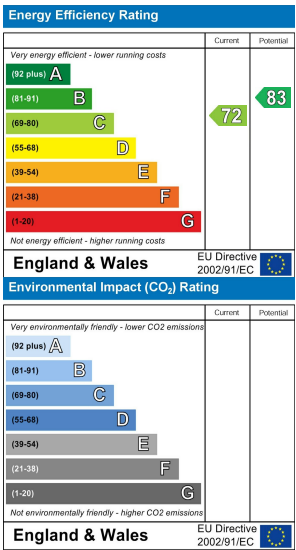 Energy Efficiency Rating
Current Potential
Very energy efficient - lower running costs
(92 plus) A
(81-91) B
(69-80) C
(55-68) D
(39-54) E
(21-38) F
(1-20) G
72
83
Not energy efficient - higher running costs
England & Wales
EU Directive
2002/91/EC
Environmental Impact (CO2) Rating
Current Potential
Very environmentally friendly - lower CO2 emissions
(92 plus) A
(81-91) B
(69-80) C
(55-68) D
(39-54) E
(21-38) F
(1-20) G
Not environmentally friendly - higher CO2 emissions
England & Wales
EU Directive
2002/91/EC